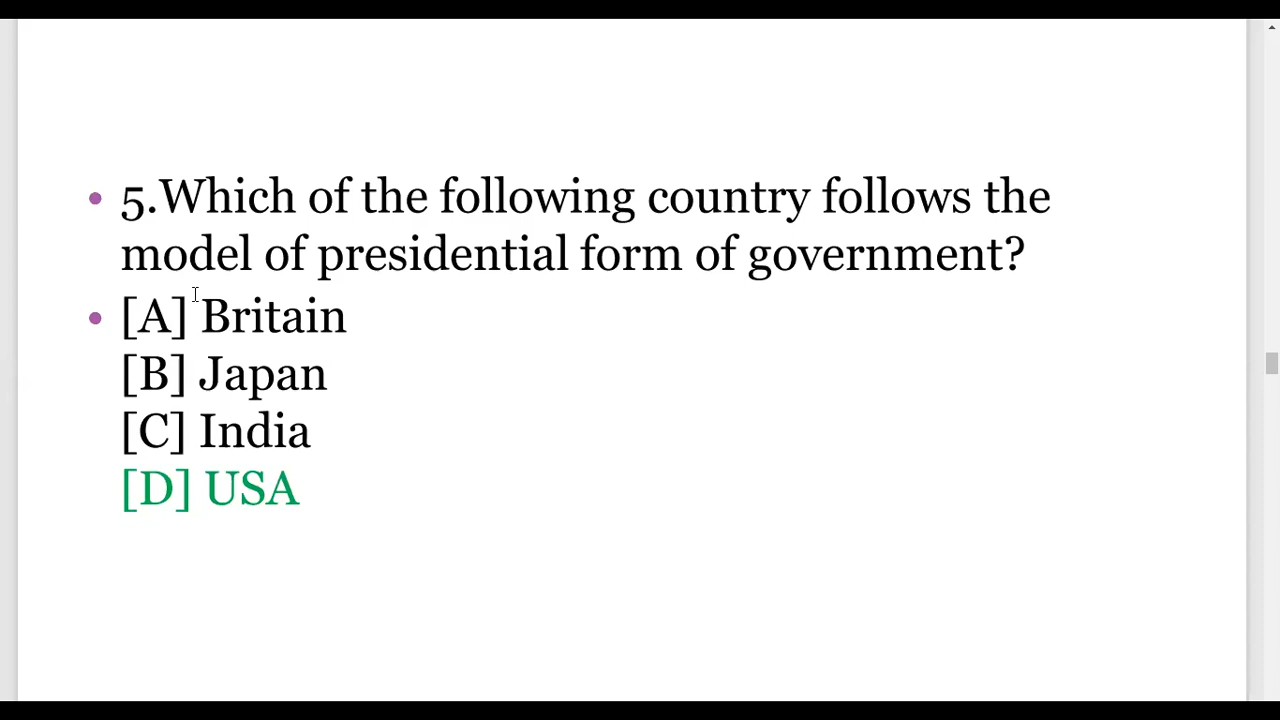 • 5.Which of the following country follows the
model of presidential form of government?
• [A] Britain
[B] Japan
[C] India
[D] USA